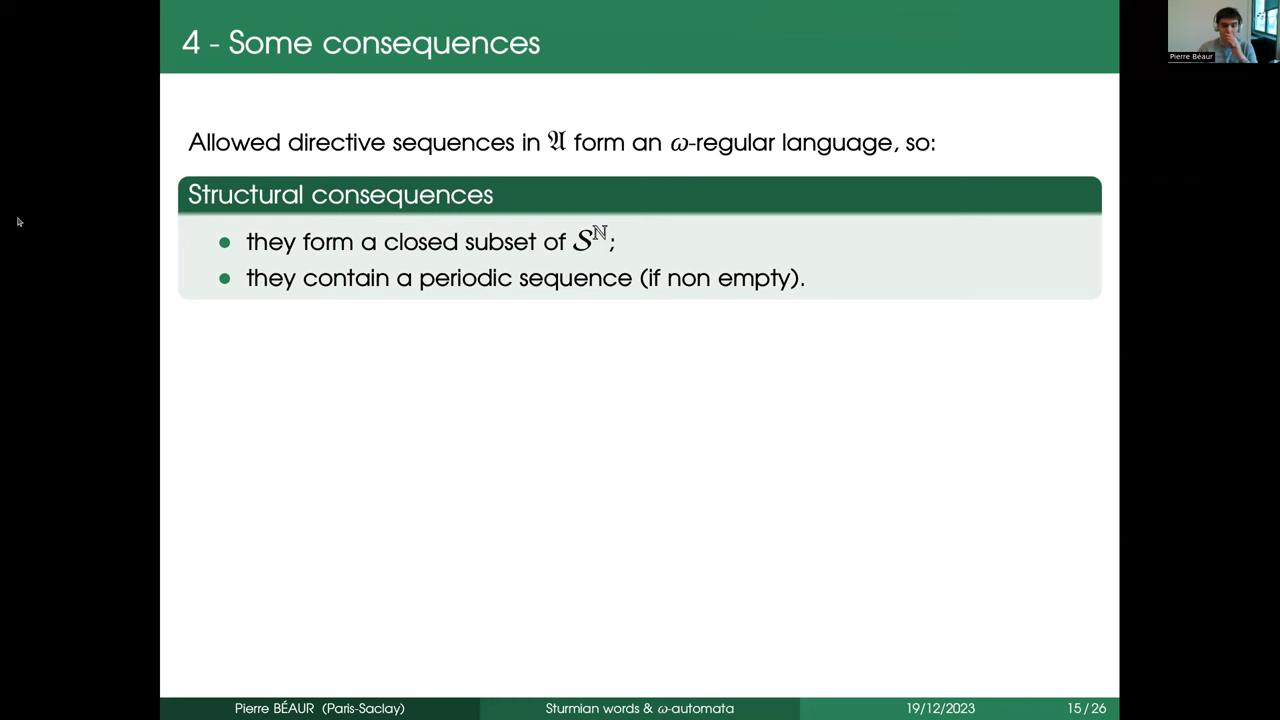 4 - Some consequences
Pierre Béaur
Allowed directive sequences in 𝔄 form an ω-regular language, so:
Structural consequences
• they form a closed subset of 𝒮^ℕ;
• they contain a periodic sequence (if non empty).
Pierre BÉAUR (Paris-Saclay) Sturmian words & ω-automata 19/12/2023 15 / 26